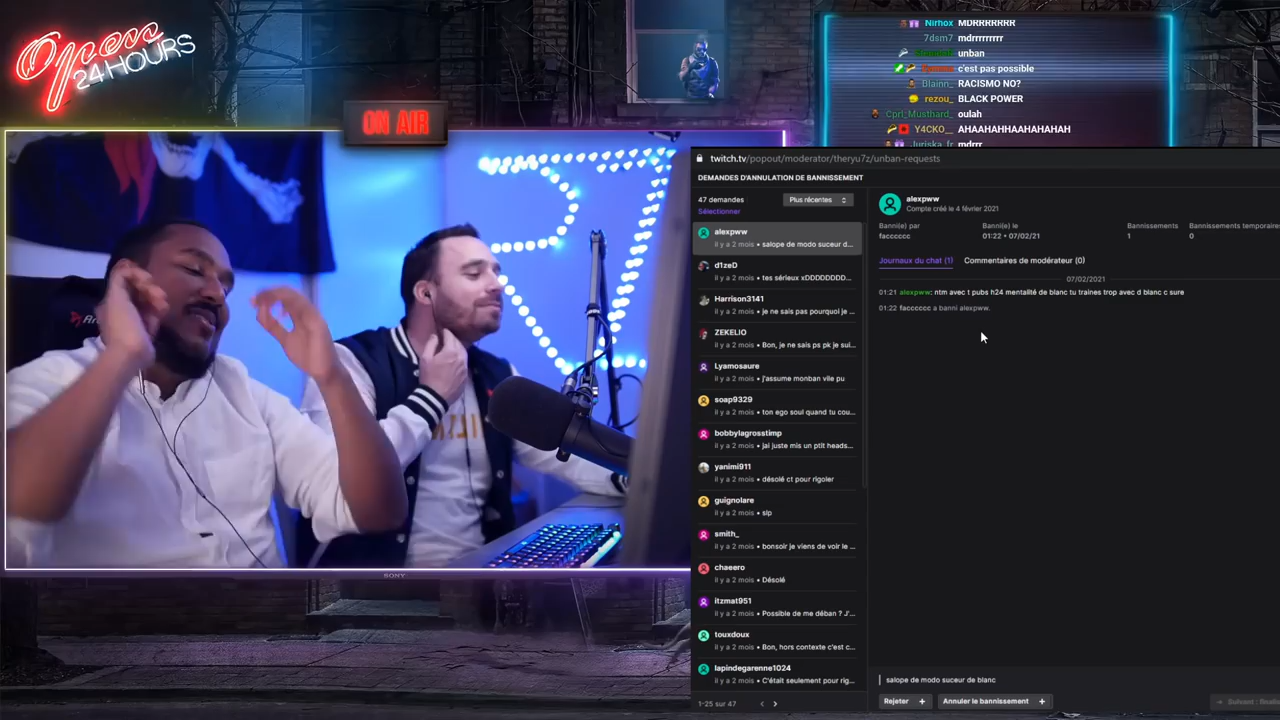 Open
24 HOURS
ON AIR
Nirhox MDRRRRRRR
7dsm7 mdrrrrrrrr
unban
c'est pas possible
Blainn_ RACISMO NO?
rezou_ BLACK POWER
Cpri_Musthard_ oulah
Y4CKO__ AHAAHAHHAAHAHAHAH
Juriska_fr mdrrr
twitch.tv/popout/moderator/theryu7z/unban-requests
DEMANDES D'ANNULATION DE BANNISSEMENT
47 demandes
Plus récentes
Sélectionner
alexpww
il y a 2 mois • salope de modo suceur d...
d1zeD
il y a 2 mois • tes sérieux xDDDDDDDD...
Harrison3141
il y a 2 mois • je ne sais pas pourquoi je ...
ZEKELIO
il y a 2 mois • Bon, je ne sais ps pk je sui...
Lyamosaure
il y a 2 mois • j'assume monban vile pu
soap9329
il y a 2 mois • ton ego soul quand tu cou...
bobbylagrosstimp
il y a 2 mois • jai juste mis un ptit heads...
yanimi911
il y a 2 mois • désolé ct pour rigoler
guignolare
il y a 2 mois • slp
smith_
il y a 2 mois • bonsoir je viens de voir le ...
chaeero
il y a 2 mois • Désolé
itzmat951
il y a 2 mois • Possible de me déban ? J'...
touxdoux
il y a 2 mois • Bon, hors contexte c'est c...
lapindegarenne1024
il y a 2 mois • C'était seulement pour rig...
1-25 sur 47
alexpww
Compte créé le 4 février 2021
Banni(e) par
facccccc
Banni(e) le
01:22 • 07/02/21
Bannissements
1
Bannissements temporaires
0
Journaux du chat (1)
Commentaires de modérateur (0)
07/02/2021
01:21 alexpww: ntm avec t pubs h24 mentalité de blanc tu traines trop avec d blanc c sure
01:22 facccccc a banni alexpww.
salope de modo suceur de blanc
Rejeter +
Annuler le bannissement +
SONY